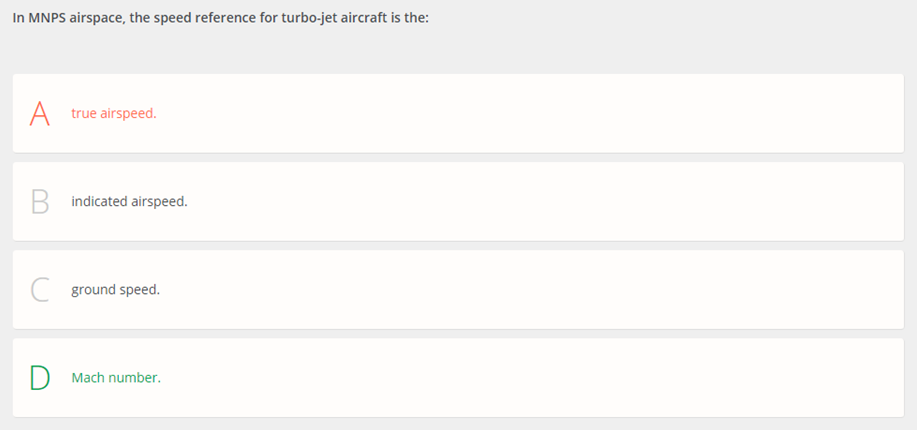 In MNPS airspace, the speed reference for turbo-jet aircraft is the:
A true airspeed.
B indicated airspeed.
C ground speed.
D Mach number.